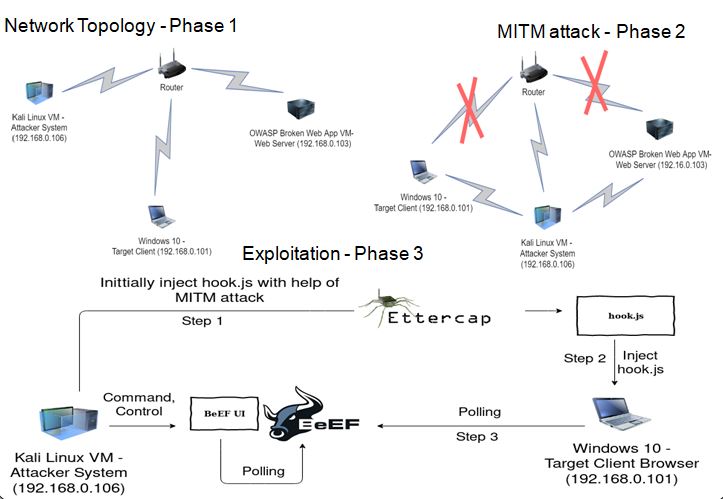 Network Topology - Phase 1
Router
Kali Linux VM -
Attacker System
(192.168.0.106)
OWASP Broken Web App VM-
Web Server (192.168.0.103)
Windows 10 -
Target Client (192.168.0.101)
MITM attack - Phase 2
Router
OWASP Broken Web App VM-
Web Server (192.16.0.103)
Windows 10 -
Target Client (192.168.0.101)
Kali Linux VM -
Attacker System
(192.168.0.106)
Exploitation - Phase 3
Inittially inject hook.js with help of
MITM attack
Step 1
Ettercap
hook.js
Step 2
Inject
hook.js
Command,
Control
BeEF UI
BeEF
Polling
Step 3
Polling
Kali Linux VM -
Attacker System
(192.168.0.106)
Windows 10 -
Target Client Browser
(192.168.0.101)